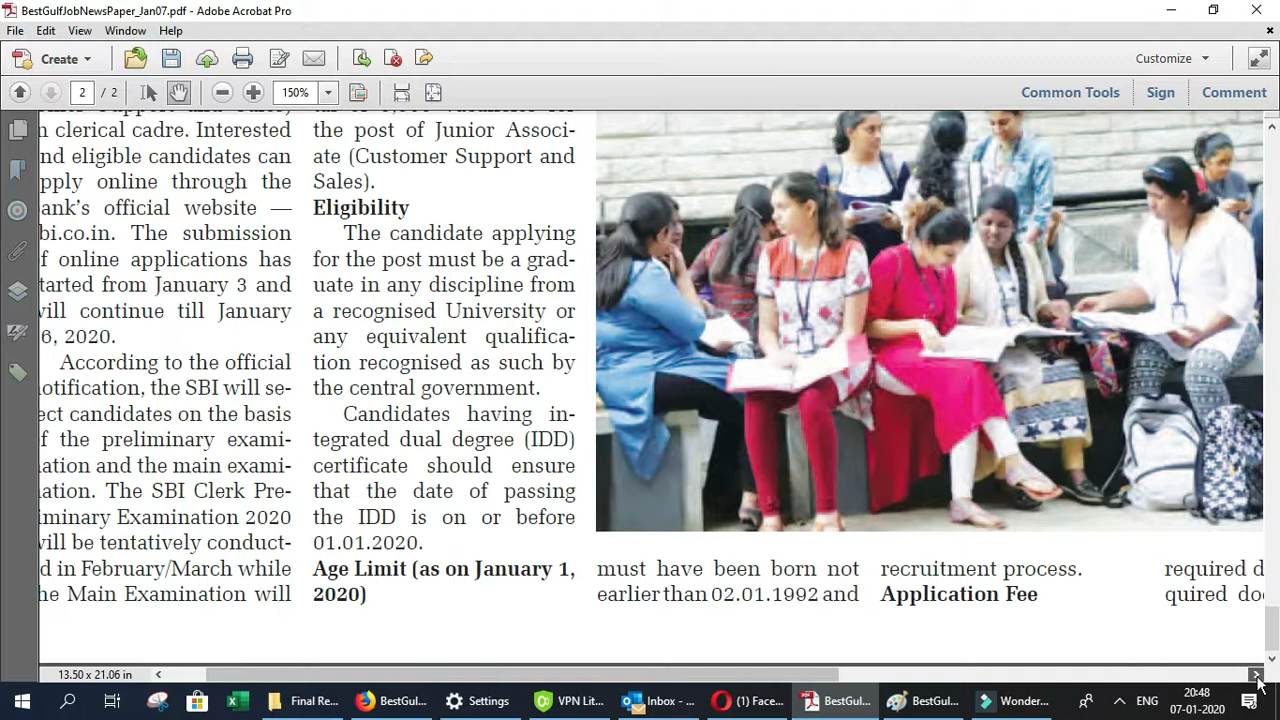 BestGulfJobNewsPaper_Jan07.pdf - Adobe Acrobat Pro
File Edit View Window Help
Create
Customize
2 / 2
150%
Common Tools Sign Comment
n clerical cadre. Interested
nd eligible candidates can
pply online through the
ank's official website —
bi.co.in. The submission
f online applications has
tarted from January 3 and
vill continue till January
6, 2020.
According to the official
notification, the SBI will se-
ect candidates on the basis
f the preliminary exami-
ation and the main exami-
ation. The SBI Clerk Pre-
iminary Examination 2020
vill be tentatively conduct-
d in February/March while
he Main Examination will
the post of Junior Associ-
ate (Customer Support and
Sales).
Eligibility
The candidate applying
for the post must be a grad-
uate in any discipline from
a recognised University or
any equivalent qualifica-
tion recognised as such by
the central government.
Candidates having in-
tegrated dual degree (IDD)
certificate should ensure
that the date of passing
the IDD is on or before
01.01.2020.
Age Limit (as on January 1,
2020)
must have been born not
earlier than 02.01.1992 and
recruitment process.
Application Fee
required d
quired doc
13.50 x 21.06 in
Final Re...
BestGul...
Settings
VPN Lit...
Inbox - ...
(1) Face...
BestGul...
BestGul...
Wonder...
ENG
20:48
07-01-2020